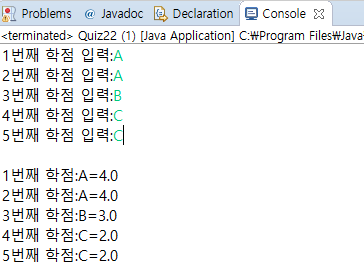 Problems @ Javadoc Declaration Console
<terminated> Quiz22 (1) [Java Application] C:₩Program Files₩Java
1번째 학점 입력:A
2번째 학점 입력:A
3번째 학점 입력:B
4번째 학점 입력:C
5번째 학점 입력:C
1번째 학점:A=4.0
2번째 학점:A=4.0
3번째 학점:B=3.0
4번째 학점:C=2.0
5번째 학점:C=2.0